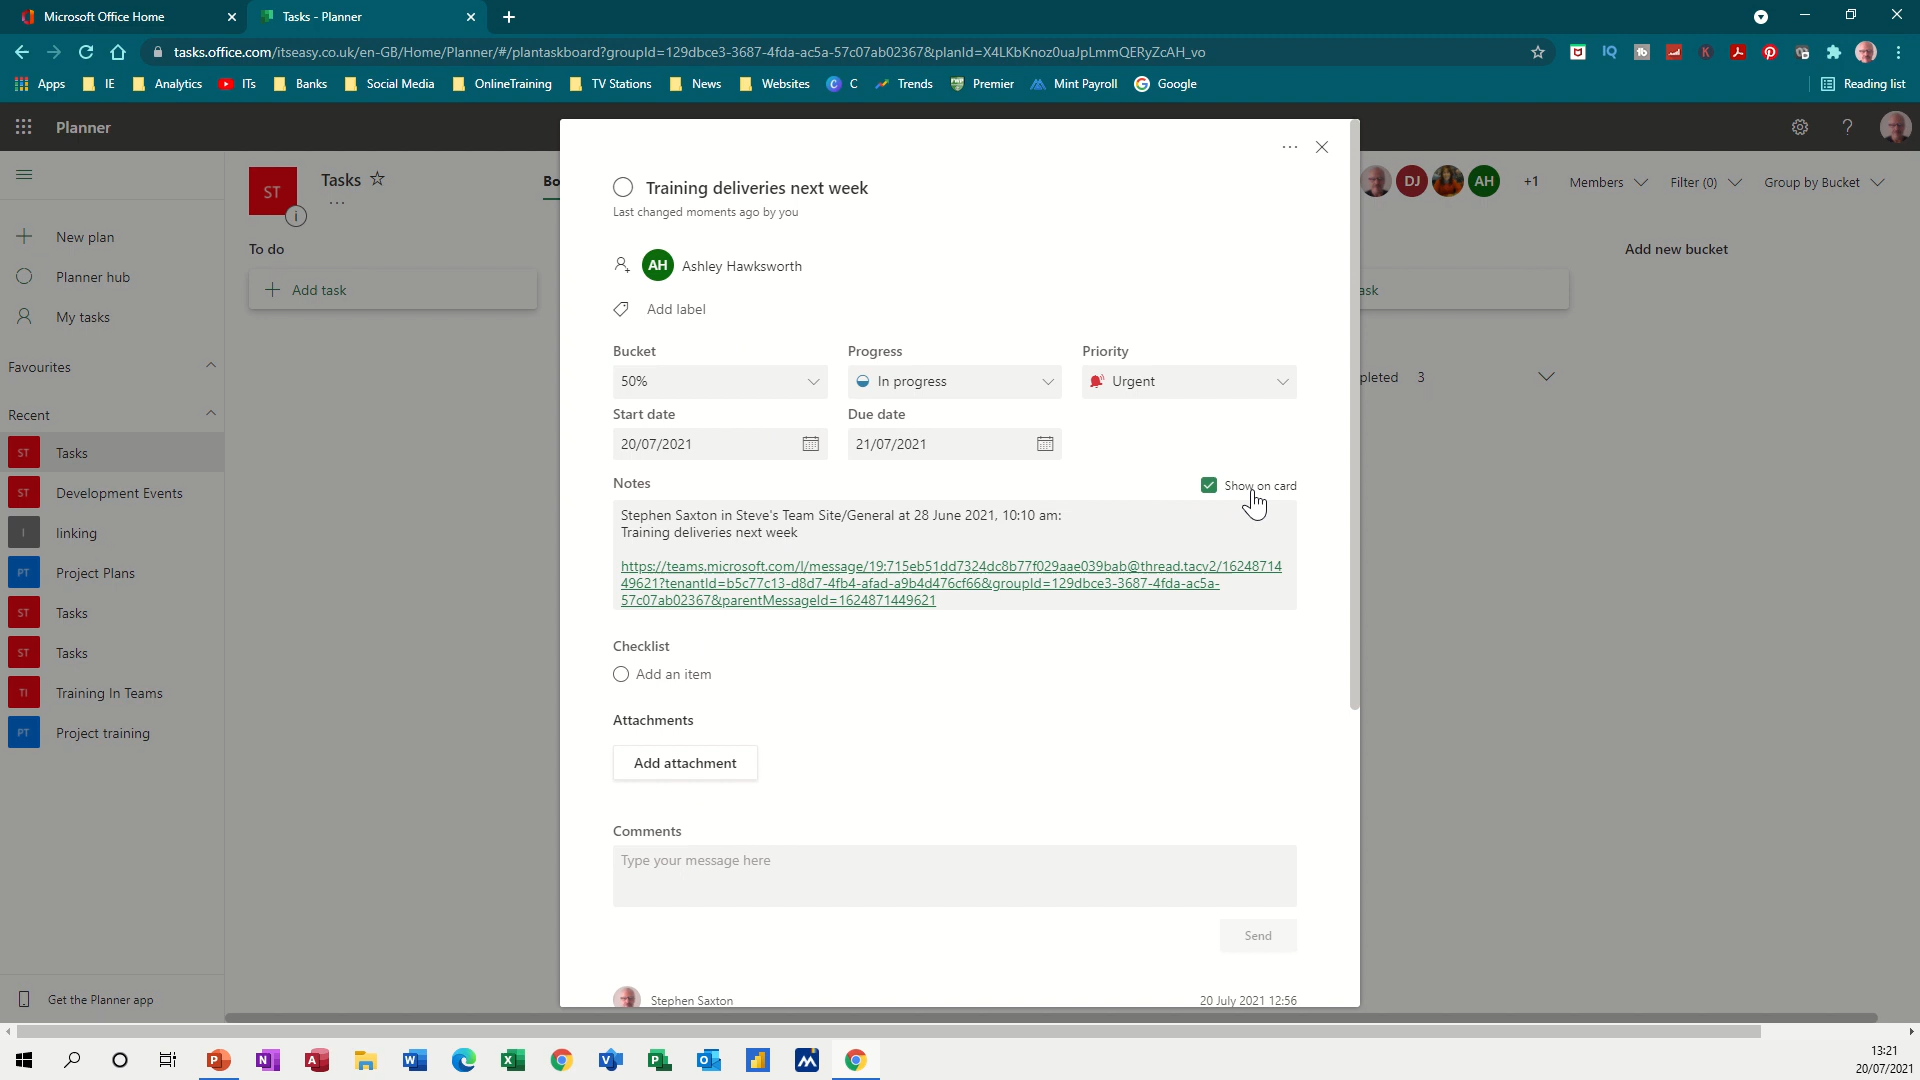 Microsoft Office Home
Tasks - Planner
tasks.office.com/itseasy.co.uk/en-GB/Home/Planner/#/plantaskboard?groupId=129dbce3-3687-4fda-ac5a-57c07ab02367&planId=X4LKbKnoz0uaJpLmmQERyZcAH_vo
Apps
IE
Analytics
ITs
Banks
Social Media
OnlineTraining
TV Stations
News
Websites
C
Trends
Premier
Mint Payroll
Google
Reading list
Planner
ST
Tasks
Bo
DJ
AH
+1
Members
Filter (0)
Group by Bucket
New plan
Planner hub
My tasks
Favourites
Recent
ST Tasks
ST Development Events
I linking
PT Project Plans
ST Tasks
ST Tasks
TI Training In Teams
PT Project training
Get the Planner app
To do
Add task
Training deliveries next week
Last changed moments ago by you
AH Ashley Hawksworth
Add label
Bucket
50%
Progress
In progress
Priority
Urgent
Start date
20/07/2021
Due date
21/07/2021
Notes
Show on card
Stephen Saxton in Steve's Team Site/General at 28 June 2021, 10:10 am:
Training deliveries next week
https://teams.microsoft.com/l/message/19:715eb51dd7324dc8b77f029aae039bab@thread.tacv2/16248714
49621?tenantId=b5c77c13-d8d7-4fb4-afad-a9b4d476cf66&groupId=129dbce3-3687-4fda-ac5a-
57c07ab02367&parentMessageId=1624871449621
Checklist
Add an item
Attachments
Add attachment
Comments
Type your message here
Send
Stephen Saxton
20 July 2021 12:56
Add new bucket
ask
pleted 3
13:21
20/07/2021